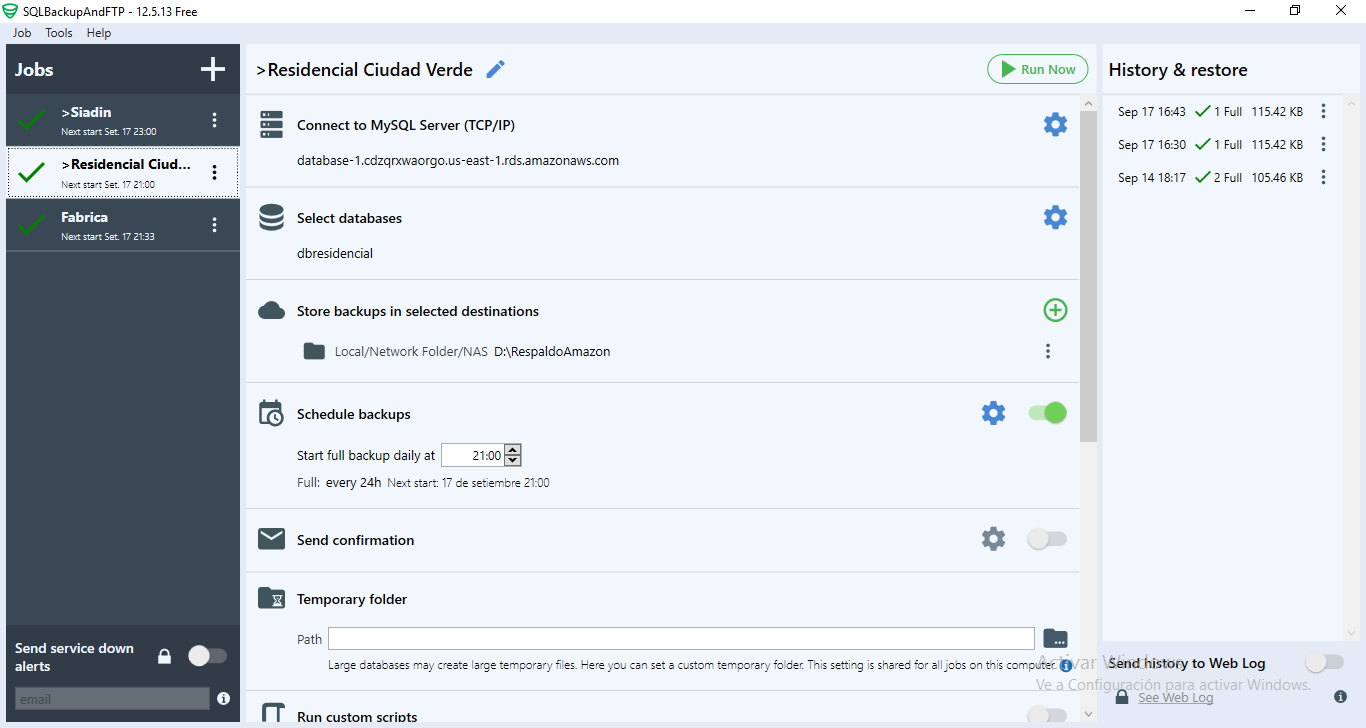 SQLBackupAndFTP - 12.5.13 Free
Job Tools Help
Jobs
>Siadin
Next start Set. 17 23:00
>Residencial Ciud...
Next start Set. 17 21:00
Fabrica
Next start Set. 17 21:33
Send service down
alerts
email
>Residencial Ciudad Verde
Run Now
Connect to MySQL Server (TCP/IP)
database-1.cdzqrxwaorgo.us-east-1.rds.amazonaws.com
Select databases
dbresidencial
Store backups in selected destinations
Local/Network Folder/NAS D:\RespaldoAmazon
Schedule backups
Start full backup daily at 21:00
Full: every 24h Next start: 17 de setiembre 21:00
Send confirmation
Temporary folder
Path
Large databases may create large temporary files. Here you can set a custom temporary folder. This setting is shared for all jobs on this computer.
Run custom scripts
History & restore
Sep 17 16:43 1 Full 115.42 KB
Sep 17 16:30 1 Full 115.42 KB
Sep 14 18:17 2 Full 105.46 KB
Activar Windows
Ve a Configuración para activar Windows.
Send history to Web Log
See Web Log